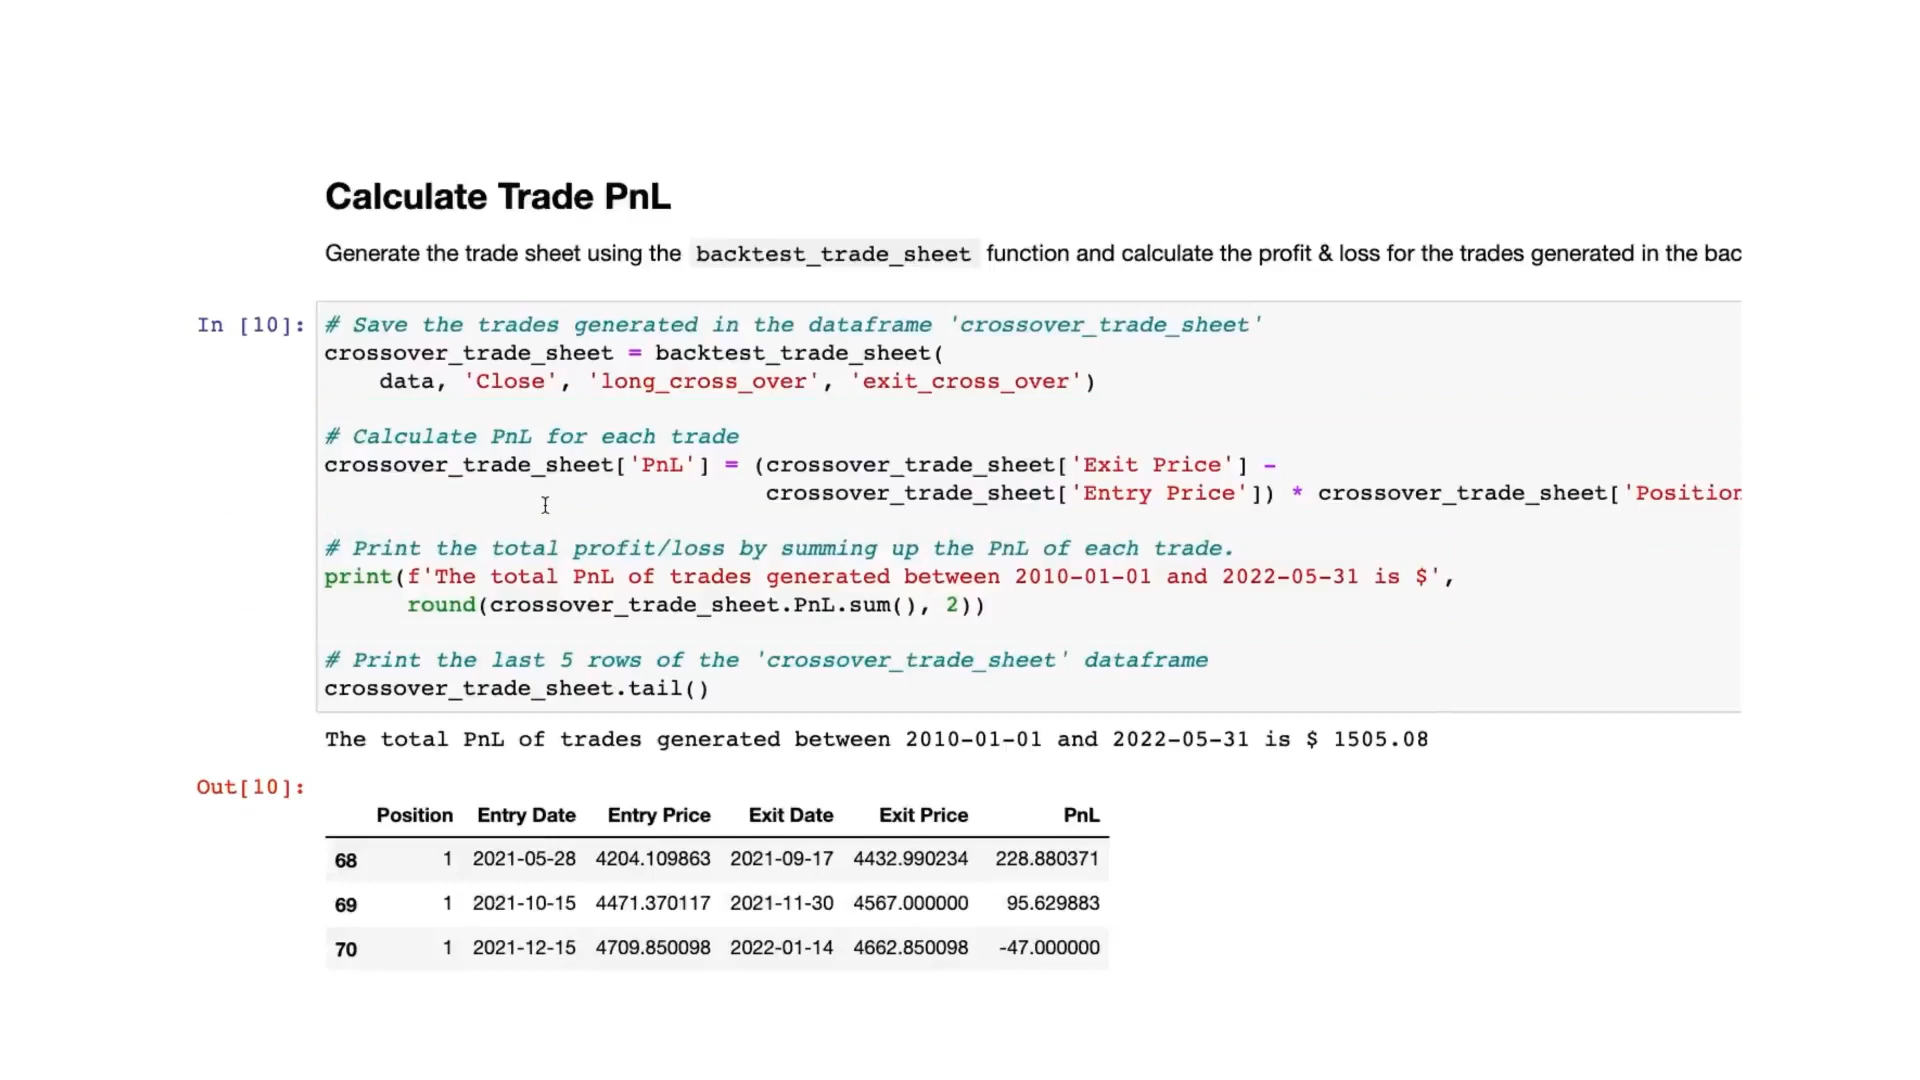 Calculate Trade PnL
Generate the trade sheet using the backtest_trade_sheet function and calculate the profit & loss for the trades generated in the bac
In [10]: # Save the trades generated in the dataframe 'crossover_trade_sheet'
crossover_trade_sheet = backtest_trade_sheet(
    data, 'Close', 'long_cross_over', 'exit_cross_over')
# Calculate PnL for each trade
crossover_trade_sheet['PnL'] = (crossover_trade_sheet['Exit Price'] -
                                crossover_trade_sheet['Entry Price']) * crossover_trade_sheet['Position
# Print the total profit/loss by summing up the PnL of each trade.
print(f'The total PnL of trades generated between 2010-01-01 and 2022-05-31 is $',
      round(crossover_trade_sheet.PnL.sum(), 2))
# Print the last 5 rows of the 'crossover_trade_sheet' dataframe
crossover_trade_sheet.tail()
The total PnL of trades generated between 2010-01-01 and 2022-05-31 is $ 1505.08
Out[10]:
Position Entry Date Entry Price Exit Date Exit Price PnL
68 1 2021-05-28 4204.109863 2021-09-17 4432.990234 228.880371
69 1 2021-10-15 4471.370117 2021-11-30 4567.000000 95.629883
70 1 2021-12-15 4709.850098 2022-01-14 4662.850098 -47.000000